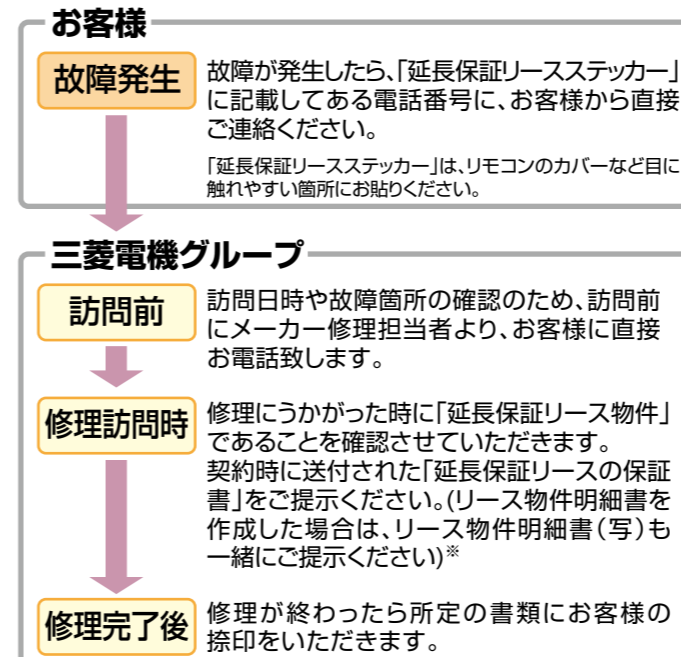 お客様
故障発生
故障が発生したら、「延長保証リースステッカー」
に記載してある電話番号に、お客様から直接
ご連絡ください。
「延長保証リースステッカー」は、リモコンのカバーなど目に
触れやすい箇所にお貼りください。
三菱電機グループ
訪問前
訪問日時や故障箇所の確認のため、訪問前
にメーカー修理担当者より、お客様に直接
お電話致します。
修理訪問時
修理にうかがった時に「延長保証リース物件」
であることを確認させていただきます。
契約時に送付された「延長保証リースの保証
書」をご提示ください。(リース物件明細書を
作成した場合は、リース物件明細書(写)も
一緒にご提示ください)※
修理完了後
修理が終わったら所定の書類にお客様の
捺印をいただきます。